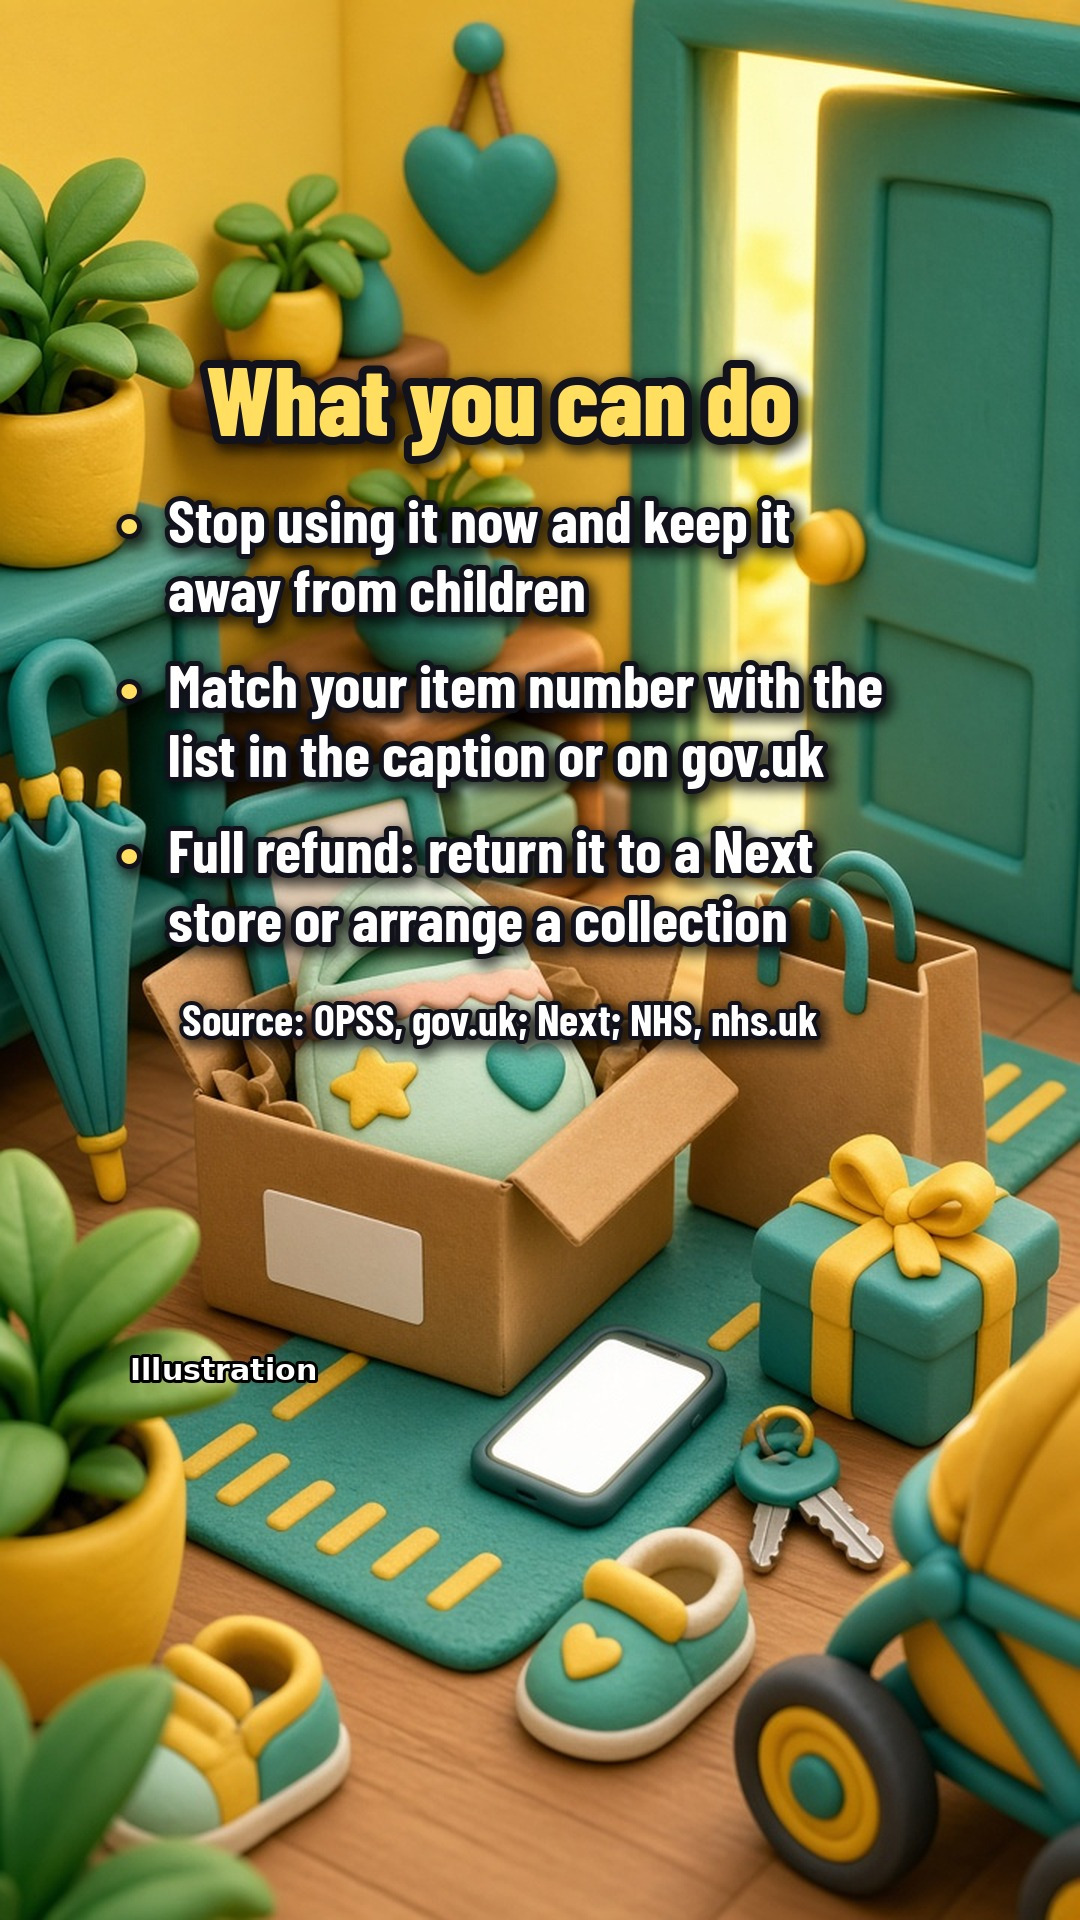 What you can do
• Stop using it now and keep it
away from children
• Match your item number with the
list in the caption or on gov.uk
• Full refund: return it to a Next
store or arrange a collection
Source: OPSS, gov.uk; Next; NHS, nhs.uk
Illustration